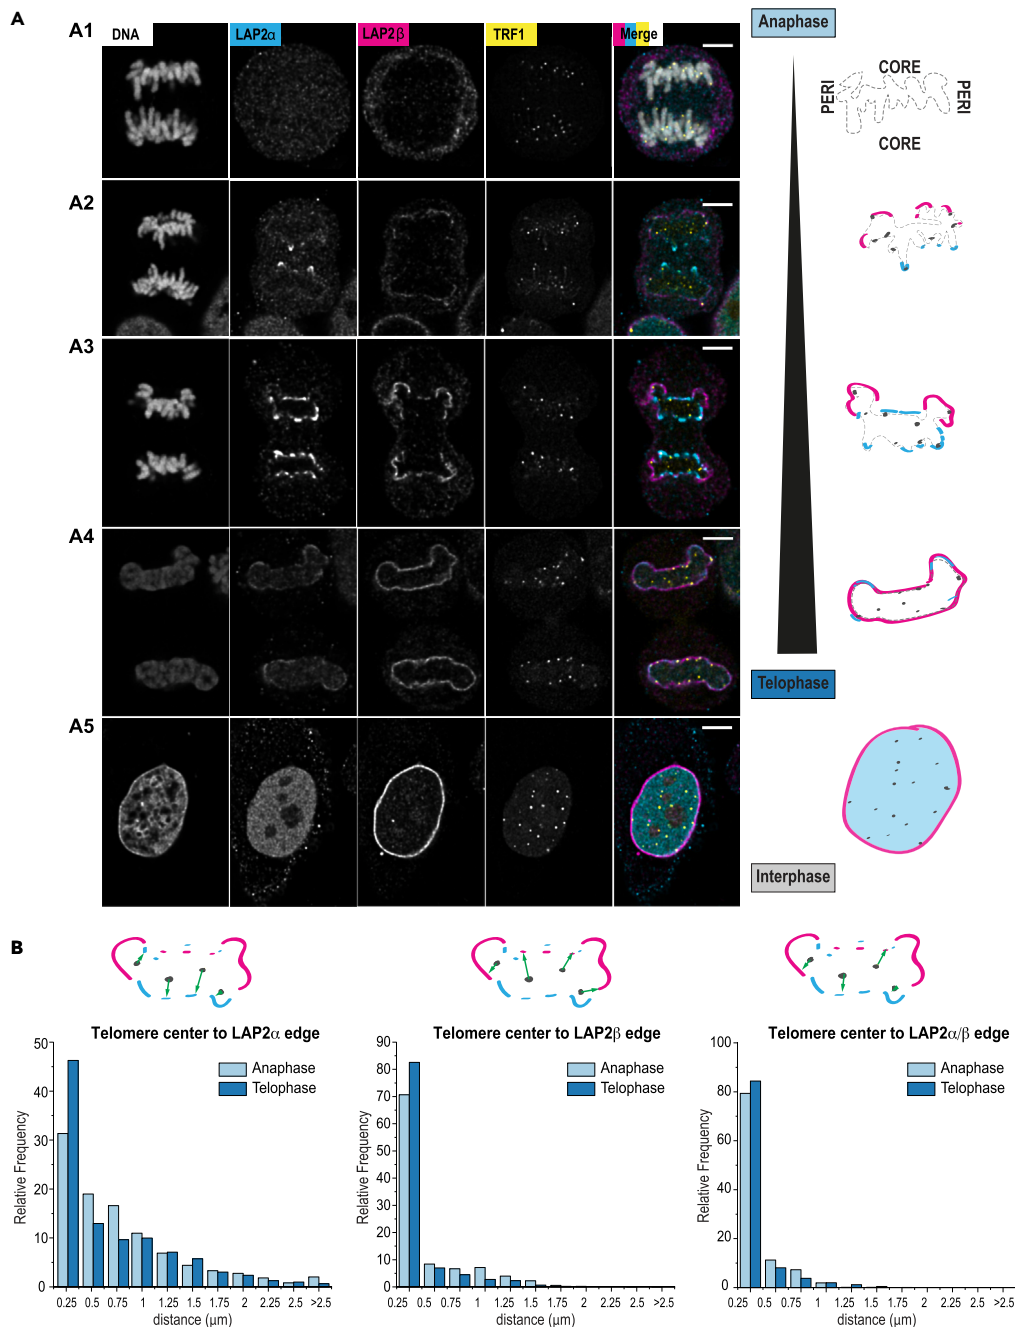 A
A1
DNA
LAP2α
LAP2β
TRF1
Merge
Anaphase
CORE
PERI
PERI
CORE
A2
A3
A4
Telophase
A5
Interphase
B
Telomere center to LAP2α edge
Relative Frequency
50
40
30
20
10
0
Anaphase
Telophase
0.25 0.5 0.75 1 1.25 1.5 1.75 2 2.25 2.5 >2.5
distance (µm)
Telomere center to LAP2β edge
Relative Frequency
90
80
70
60
50
40
30
20
10
0
Anaphase
Telophase
0.25 0.5 0.75 1 1.25 1.5 1.75 2 2.25 2.5 >2.5
distance (µm)
Telomere center to LAP2α/β edge
Relative Frequency
100
80
60
40
20
0
Anaphase
Telophase
0.25 0.5 0.75 1 1.25 1.5 1.75 2 2.25 2.5 >2.5
distance (µm)